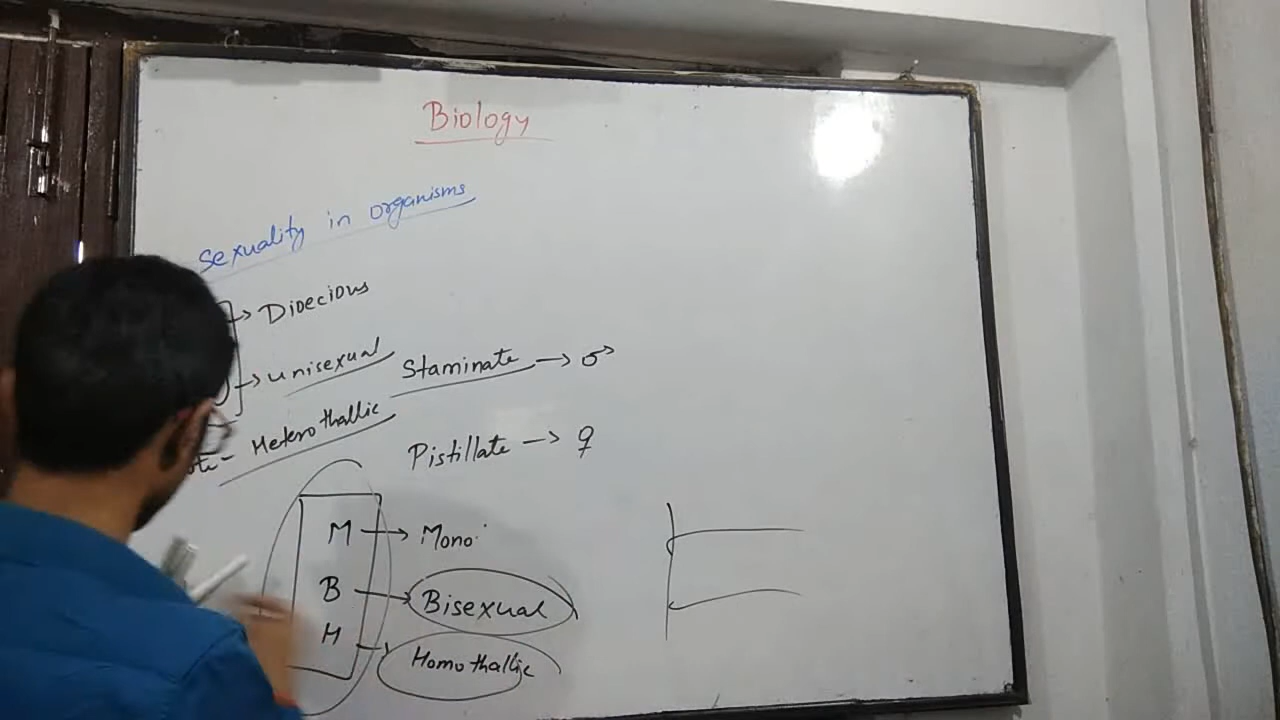 Biology
Sexuality in organisms
→ Dioecious
→ unisexual
Staminate → ♂
Heterothallic
Pistillate → ♀
M → Mono
B → Bisexual
H → Homothallic